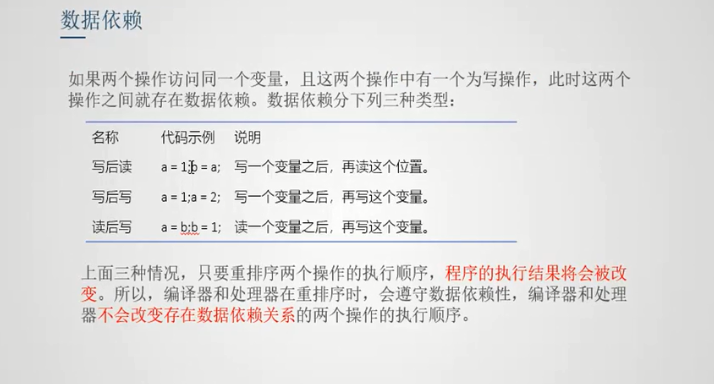 数据依赖
如果两个操作访问同一个变量，且这两个操作中有一个为写操作，此时这两个
操作之间就存在数据依赖。数据依赖分下列三种类型：
名称 代码示例 说明
写后读 a = 1;b = a; 写一个变量之后，再读这个位置。
写后写 a = 1;a = 2; 写一个变量之后，再写这个变量。
读后写 a = b;b = 1; 读一个变量之后，再写这个变量。
上面三种情况，只要重排序两个操作的执行顺序，程序的执行结果将会被改
变。所以，编译器和处理器在重排序时，会遵守数据依赖性，编译器和处理
器不会改变存在数据依赖关系的两个操作的执行顺序。